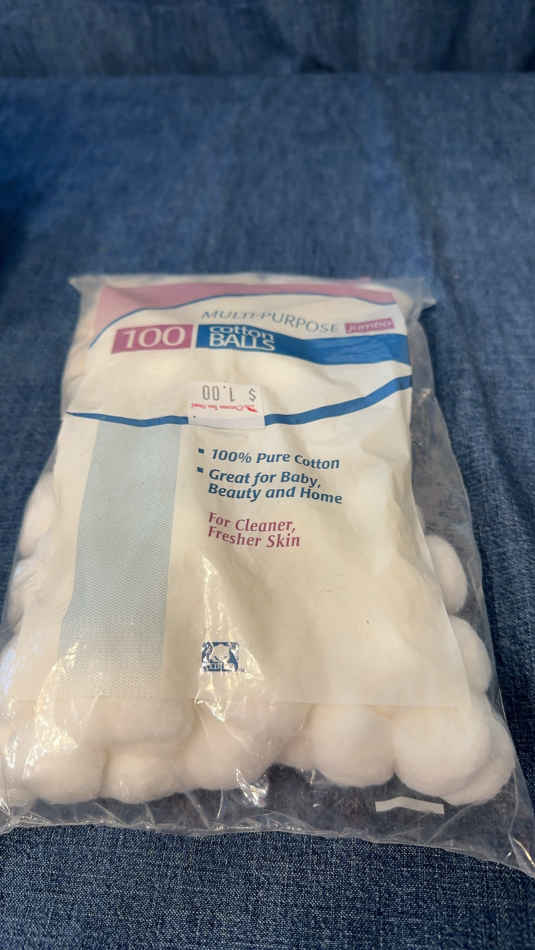 MULTI-PURPOSE jumbo
100 cotton
BALLS
$ 1.00
100% Pure Cotton
Great for Baby,
Beauty and Home
For Cleaner,
Fresher Skin